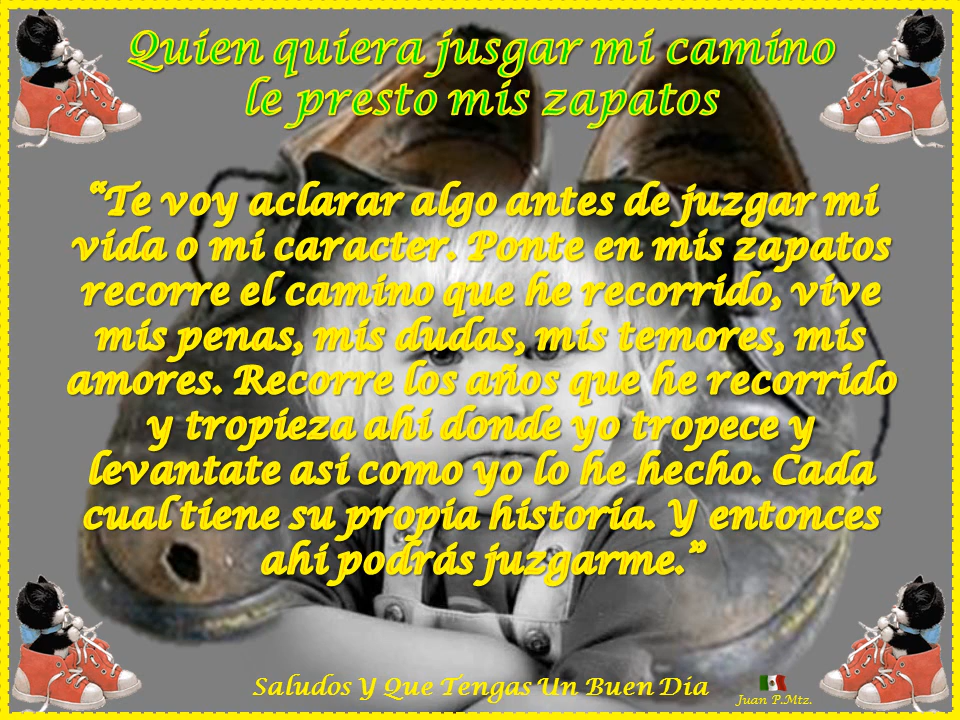 Quien quiera jusgar mi camino
le presto mis zapatos
“Te voy aclarar algo antes de juzgar mi
vida o mi caracter. Ponte en mis zapatos
recorre el camino que he recorrido, vive
mis penas, mis dudas, mis temores, mis
amores. Recorre los años que he recorrido
y tropieza ahi donde yo tropece y
levantate asi como yo lo he hecho. Cada
cual tiene su propia historia. Y entonces
ahi podrás juzgarme.”
Saludos Y Que Tengas Un Buen Día
Juan P.Mtz.